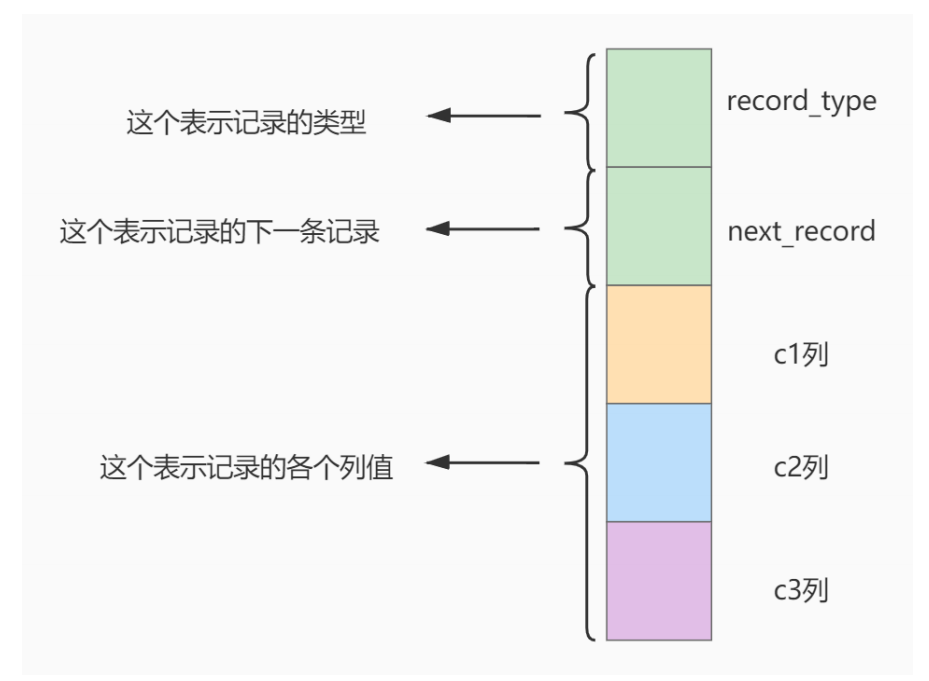 这个表示记录的类型
record_type
这个表示记录的下一条记录
next_record
c1列
这个表示记录的各个列值
c2列
c3列